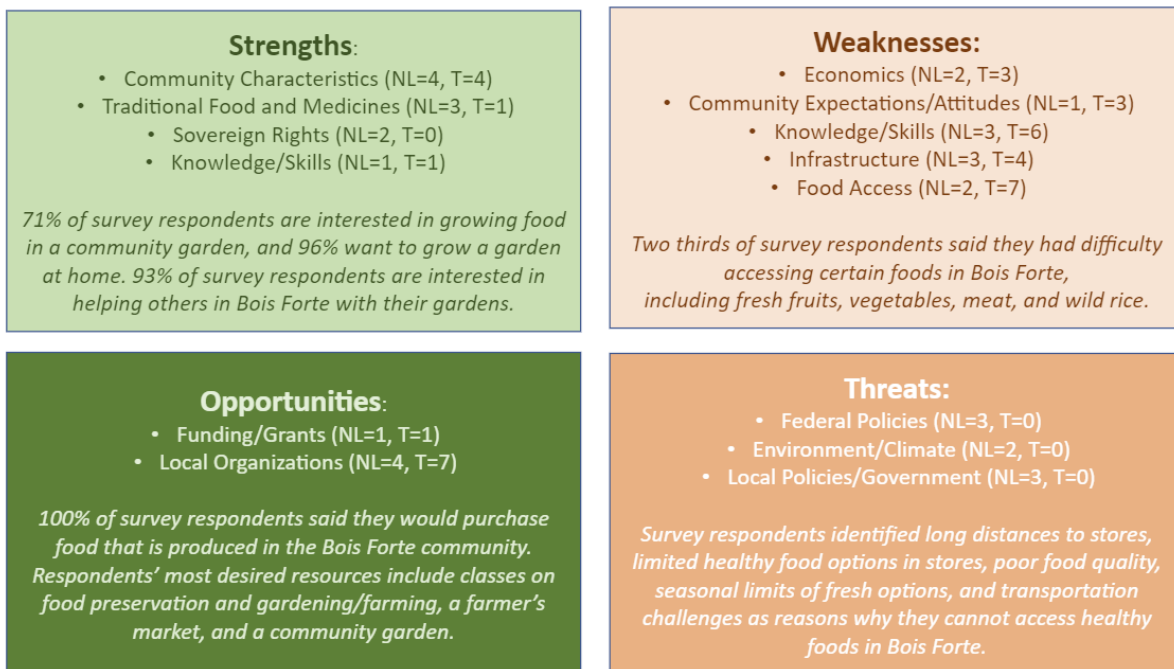 Strengths:
• Community Characteristics (NL=4, T=4)
• Traditional Food and Medicines (NL=3, T=1)
• Sovereign Rights (NL=2, T=0)
• Knowledge/Skills (NL=1, T=1)
71% of survey respondents are interested in growing food
in a community garden, and 96% want to grow a garden
at home. 93% of survey respondents are interested in
helping others in Bois Forte with their gardens.
Weaknesses:
• Economics (NL=2, T=3)
• Community Expectations/Attitudes (NL=1, T=3)
• Knowledge/Skills (NL=3, T=6)
• Infrastructure (NL=3, T=4)
• Food Access (NL=2, T=7)
Two thirds of survey respondents said they had difficulty
accessing certain foods in Bois Forte,
including fresh fruits, vegetables, meat, and wild rice.
Opportunities:
• Funding/Grants (NL=1, T=1)
• Local Organizations (NL=4, T=7)
100% of survey respondents said they would purchase
food that is produced in the Bois Forte community.
Respondents’ most desired resources include classes on
food preservation and gardening/farming, a farmer’s
market, and a community garden.
Threats:
• Federal Policies (NL=3, T=0)
• Environment/Climate (NL=2, T=0)
• Local Policies/Government (NL=3, T=0)
Survey respondents identified long distances to stores,
limited healthy food options in stores, poor food quality,
seasonal limits of fresh options, and transportation
challenges as reasons why they cannot access healthy
foods in Bois Forte.